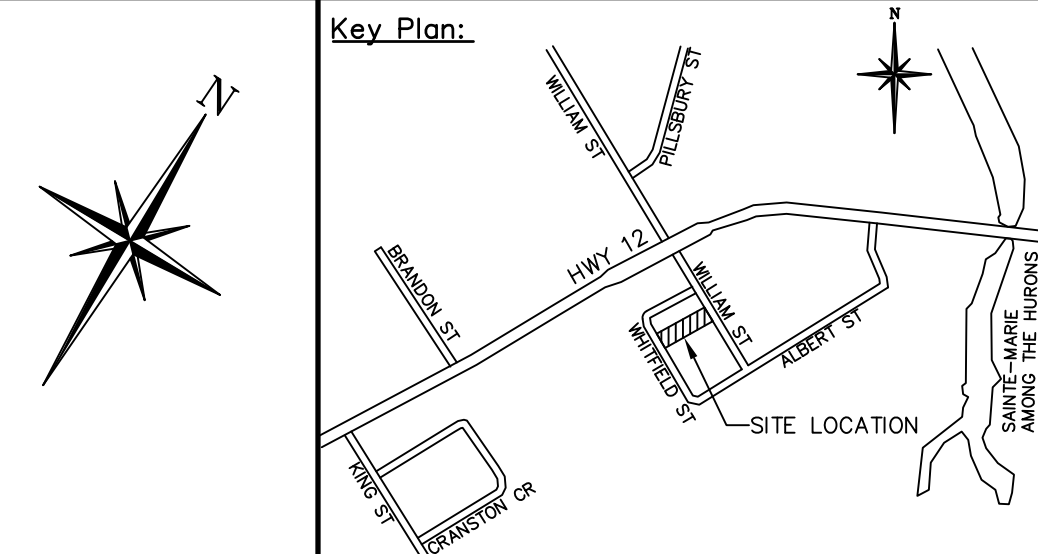 N
Key Plan:
N
WILLIAM ST
PILLSBURY ST
HWY 12
BRANDON ST
WILLIAM ST
WHITFIELD ST
ALBERT ST
SITE LOCATION
SAINTE-MARIE
AMONG THE HURONS
KING ST
CRANSTON CR